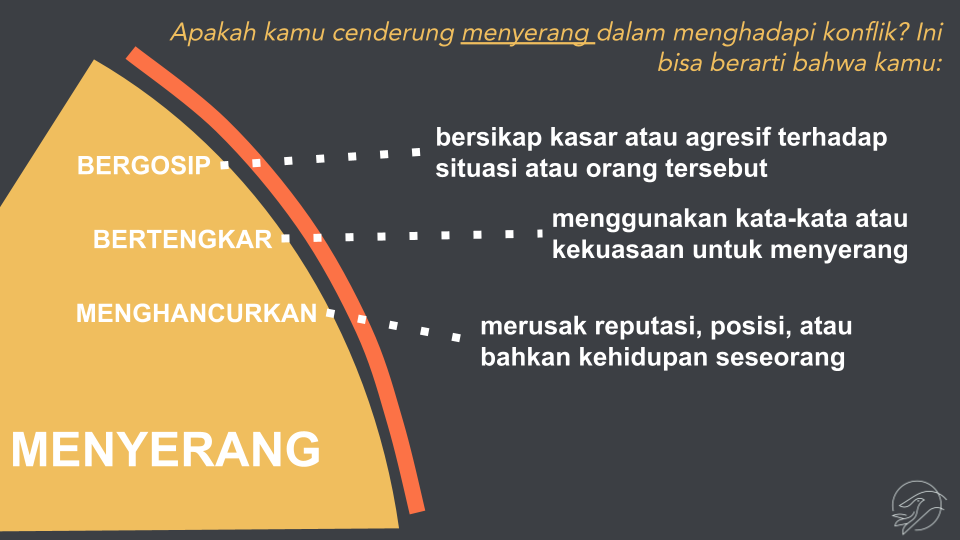 Apakah kamu cenderung menyerang dalam menghadapi konflik? Ini
bisa berarti bahwa kamu:
BERGOSIP
bersikap kasar atau agresif terhadap
situasi atau orang tersebut
BERTENGKAR
menggunakan kata-kata atau
kekuasaan untuk menyerang
MENGHANCURKAN
merusak reputasi, posisi, atau
bahkan kehidupan seseorang
MENYERANG